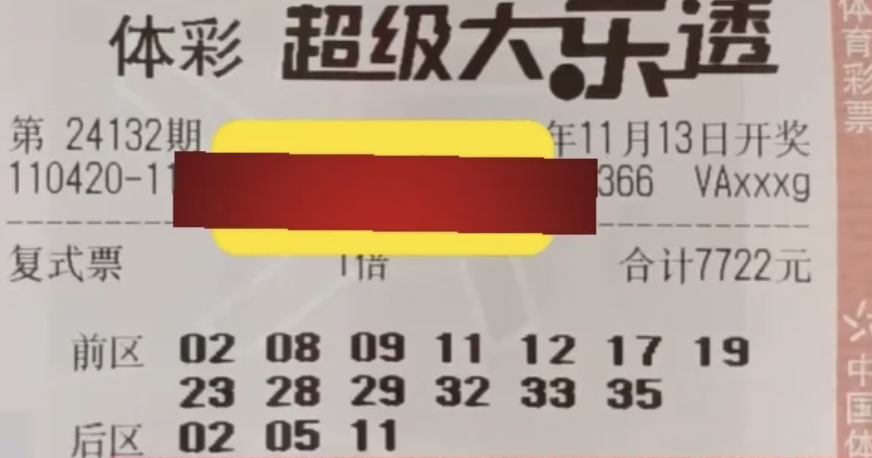 体彩 超级大乐透
第 24132期 年11月13日开奖
110420-11 366 VAxxxg
复式票 1倍 合计7722元
前区 02 08 09 11 12 17 19
23 28 29 32 33 35
后区 02 05 11
体育彩票
中国体